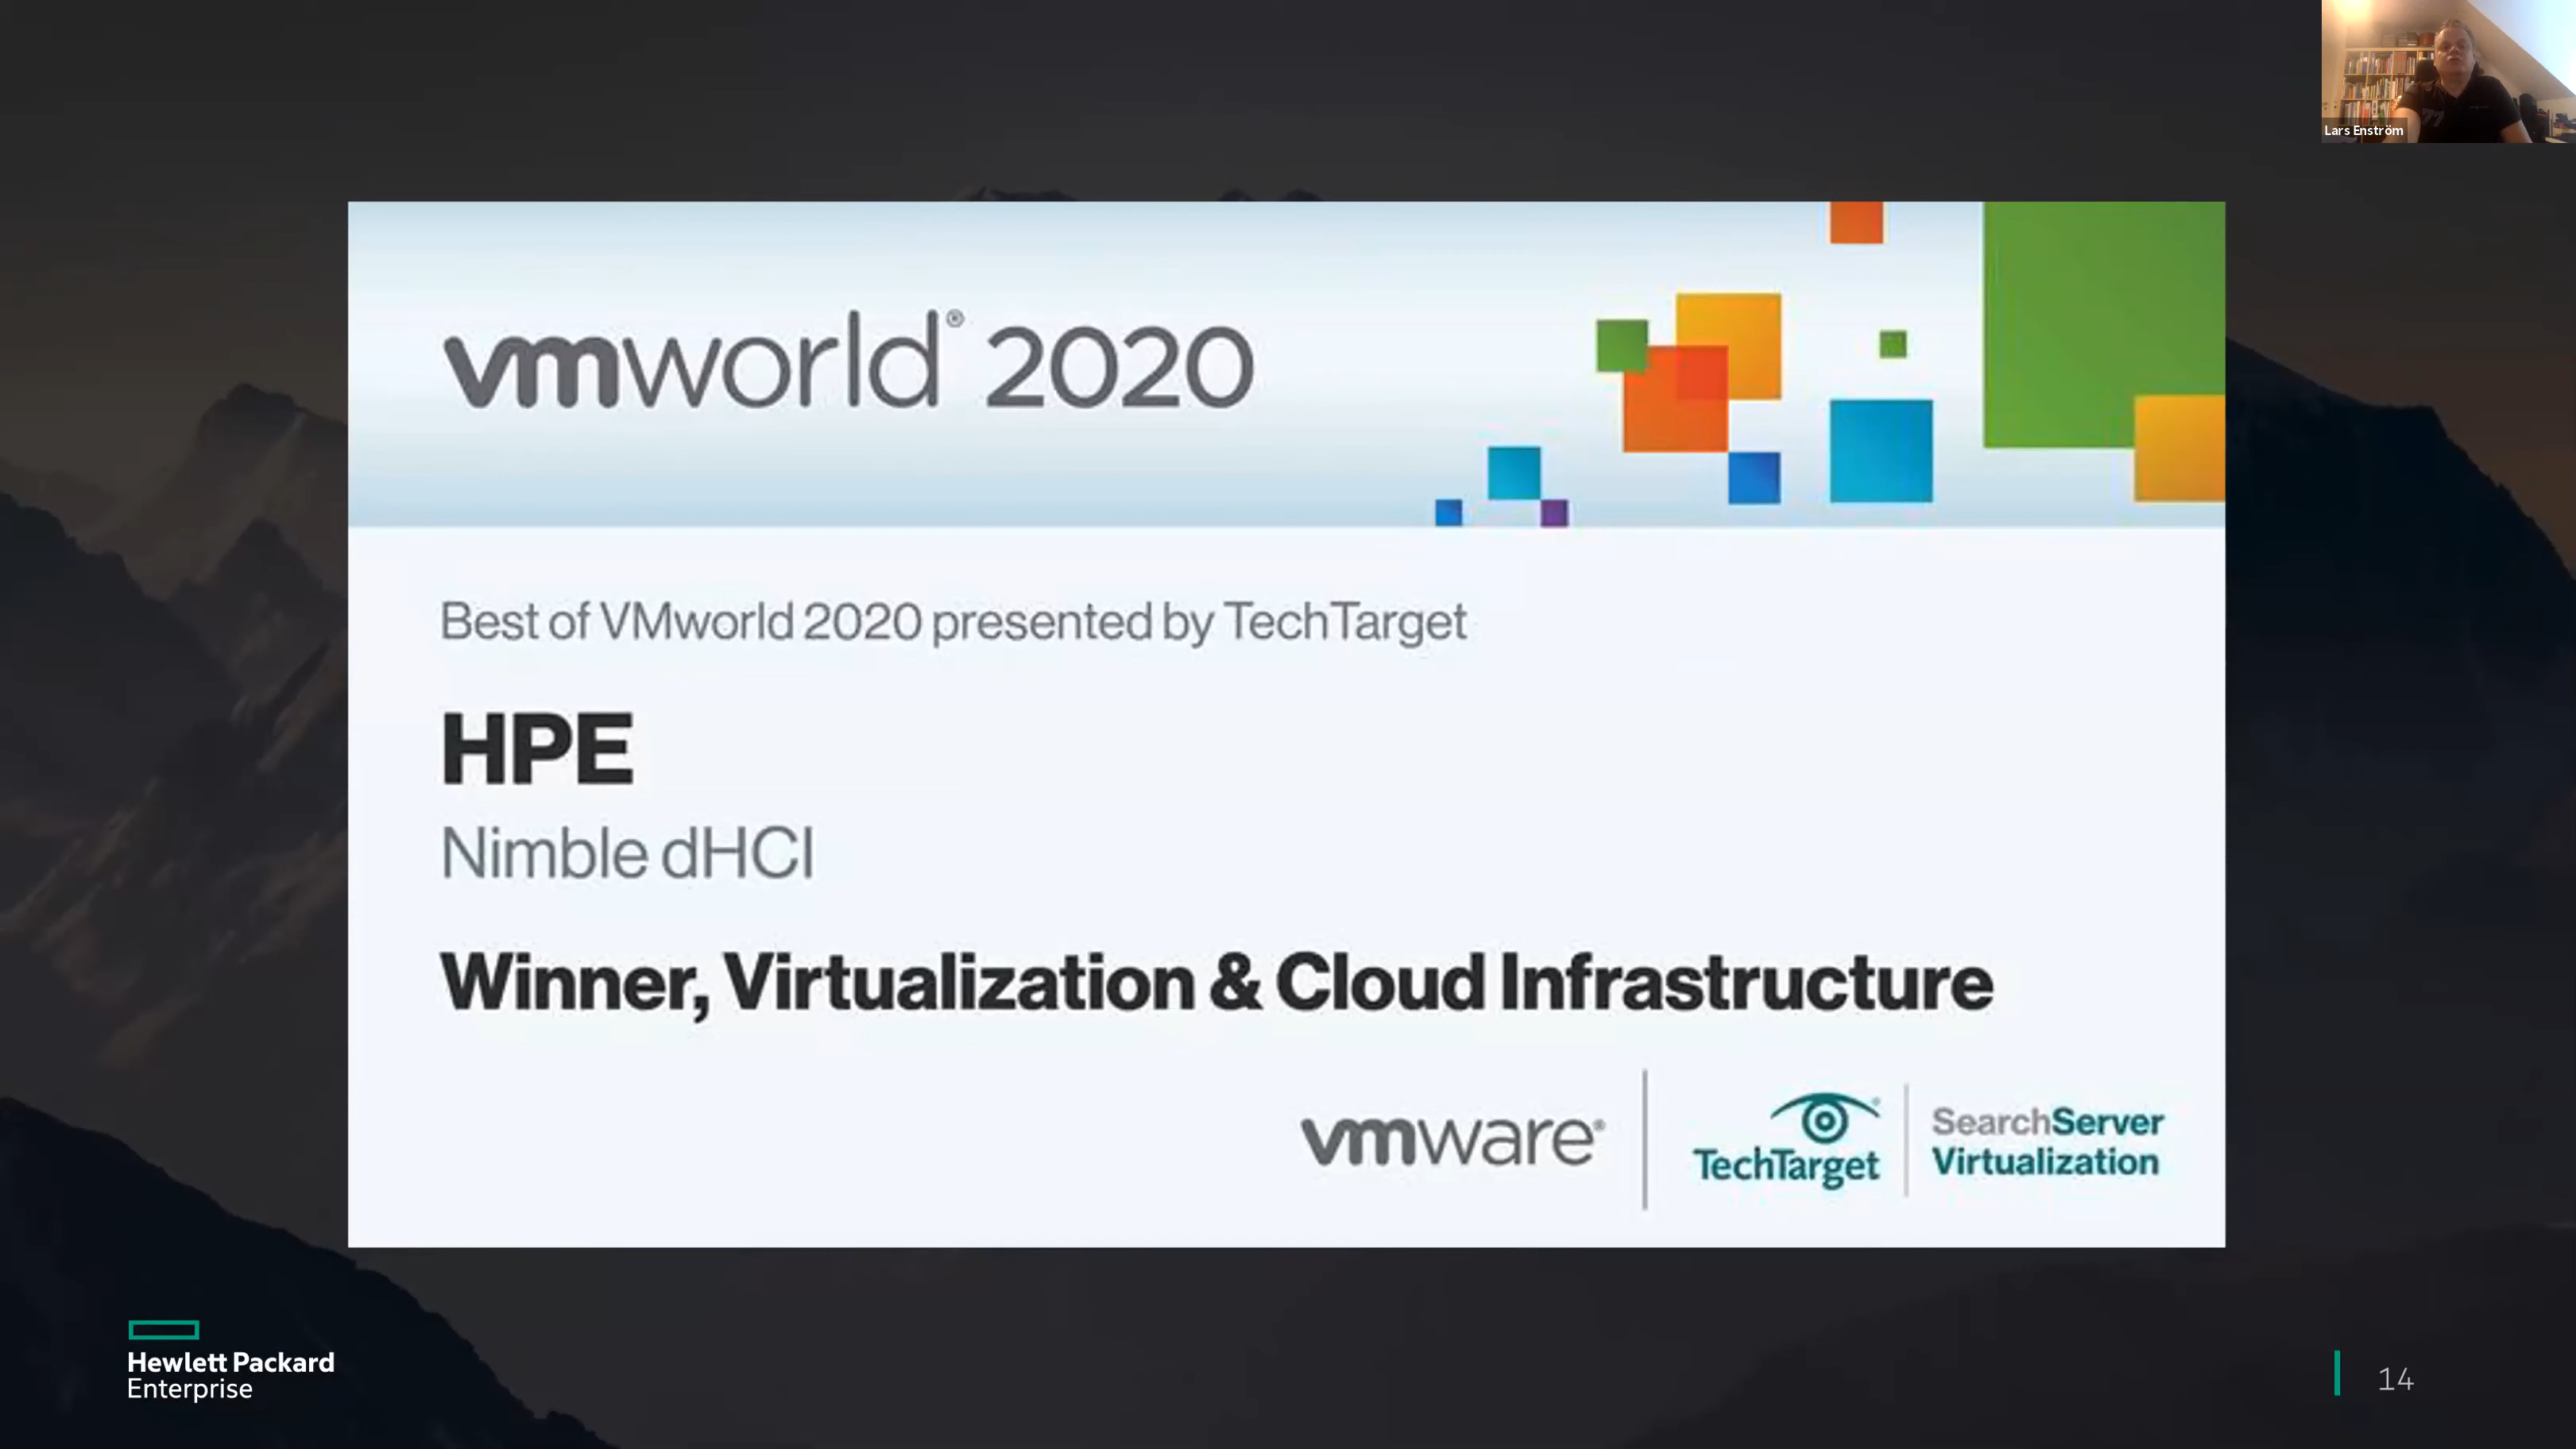 Lars Enström
vmworld® 2020
Best of VMworld 2020 presented by TechTarget
HPE
Nimble dHCI
Winner, Virtualization & Cloud Infrastructure
vmware®
TechTarget
SearchServer
Virtualization
Hewlett Packard
Enterprise
14